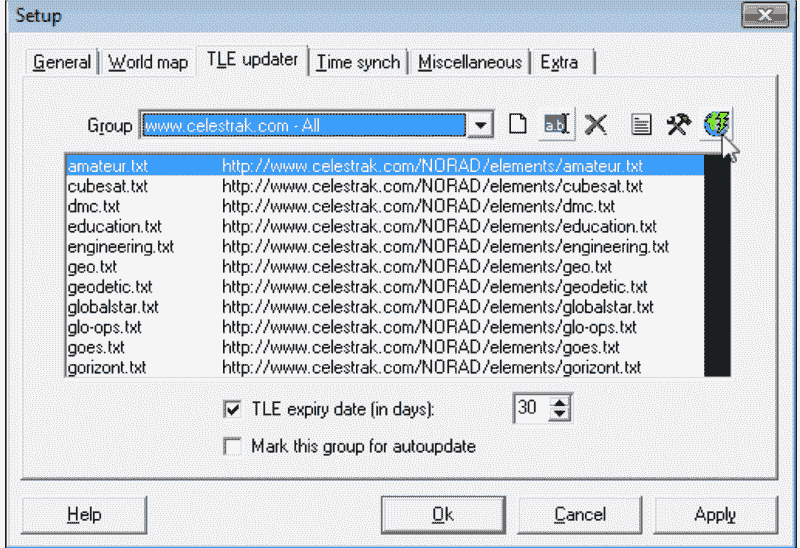 Setup
General World map TLE updater Time synch Miscellaneous Extra
Group www.celestrak.com - All
amateur.txt http://www.celestrak.com/NORAD/elements/amateur.txt
cubesat.txt http://www.celestrak.com/NORAD/elements/cubesat.txt
dmc.txt http://www.celestrak.com/NORAD/elements/dmc.txt
education.txt http://www.celestrak.com/NORAD/elements/education.txt
engineering.txt http://www.celestrak.com/NORAD/elements/engineering.txt
geo.txt http://www.celestrak.com/NORAD/elements/geo.txt
geodetic.txt http://www.celestrak.com/NORAD/elements/geodetic.txt
globalstar.txt http://www.celestrak.com/NORAD/elements/globalstar.txt
glo-ops.txt http://www.celestrak.com/NORAD/elements/glo-ops.txt
goes.txt http://www.celestrak.com/NORAD/elements/goes.txt
gorizont.txt http://www.celestrak.com/NORAD/elements/gorizont.txt
TLE expiry date (in days): 30
Mark this group for autoupdate
Help Ok Cancel Apply